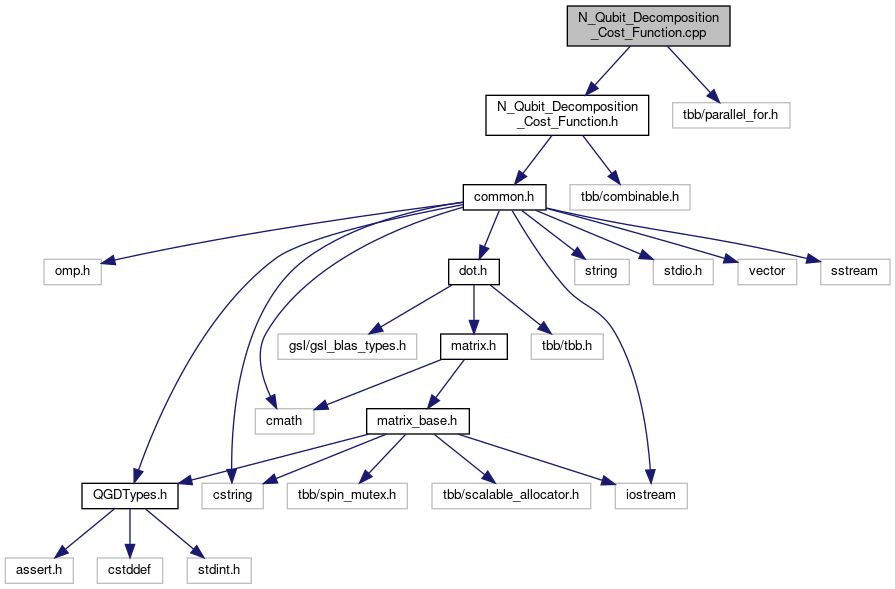 N_Qubit_Decomposition
_Cost_Function.cpp
N_Qubit_Decomposition
_Cost_Function.h
tbb/parallel_for.h
common.h
tbb/combinable.h
omp.h
dot.h
string
stdio.h
vector
sstream
gsl/gsl_blas_types.h
matrix.h
tbb/tbb.h
cmath
matrix_base.h
QGDTypes.h
cstring
tbb/spin_mutex.h
tbb/scalable_allocator.h
iostream
assert.h
cstddef
stdint.h